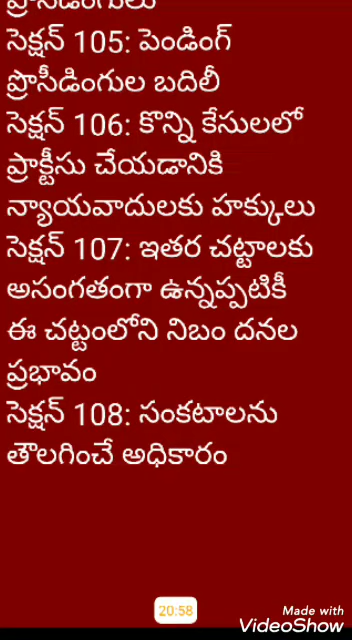 ప్రొసీడింగులు
సెక్షన్ 105: పెండింగ్
ప్రొసీడింగుల బదిలీ
సెక్షన్ 106: కొన్ని కేసులలో
ప్రాక్టీసు చేయడానికి
న్యాయవాదులకు హక్కులు
సెక్షన్ 107: ఇతర చట్టాలకు
అసంగతంగా ఉన్నప్పటికీ
ఈ చట్టంలోని నిబం దనల
ప్రభావం
సెక్షన్ 108: సంకటాలను
తొలగించే అధికారం
20:58
Made with
VideoShow